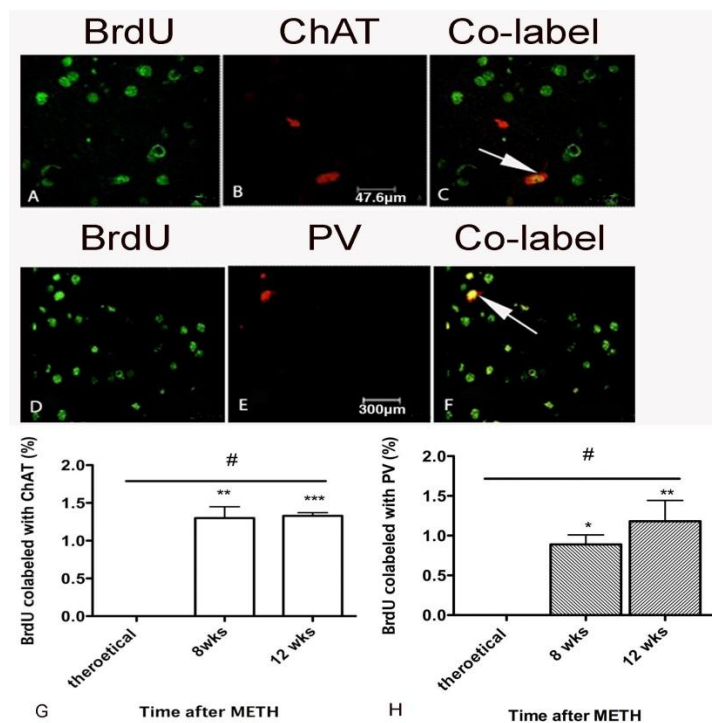 BrdU ChAT Co-label
A B 47.6µm C
BrdU PV Co-label
D E 300µm F
BrdU colabeled with ChAT (%)
2.0
1.5
1.0
0.5
0.0
#
** ***
theroetical 8wks 12 wks
G Time after METH
BrdU colabeled with PV (%)
2.0
1.5
1.0
0.5
0.0
#
* **
theroetical 8 wks 12 wks
H Time after METH